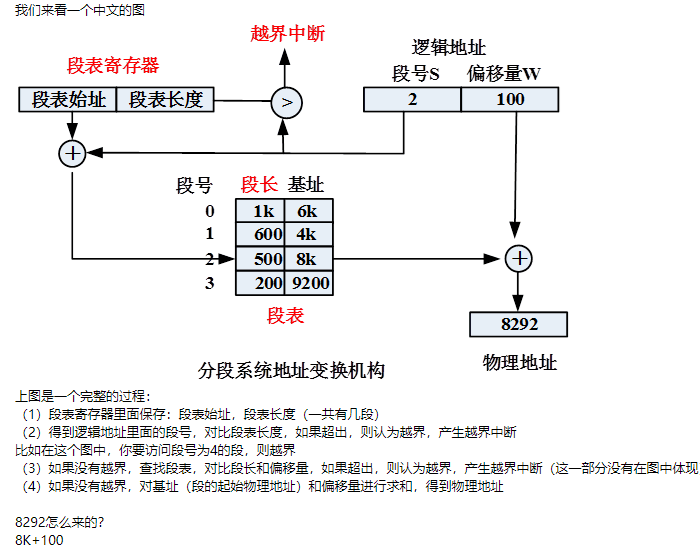 我们来看一个中文的图
越界中断
逻辑地址
段表寄存器
段号S 偏移量W
段表始址 段表长度 > 2 100
+
段号 段长 基址
0 1k 6k
1 600 4k
2 500 8k +
3 200 9200
段表
8292
物理地址
分段系统地址变换机构
上图是一个完整的过程:
(1)段表寄存器里面保存:段表始址,段表长度(一共有几段)
(2)得到逻辑地址里面的段号,对比段表长度,如果超出,则认为越界,产生越界中断
比如在这个图中,你要访问段号为4的段,则越界
(3)如果没有越界,查找段表,对比段长和偏移量,如果超出,则认为越界,产生越界中断(这一部分没有在图中体现
(4)如果没有越界,对基址(段的起始物理地址)和偏移量进行求和,得到物理地址
8292怎么来的?
8K+100